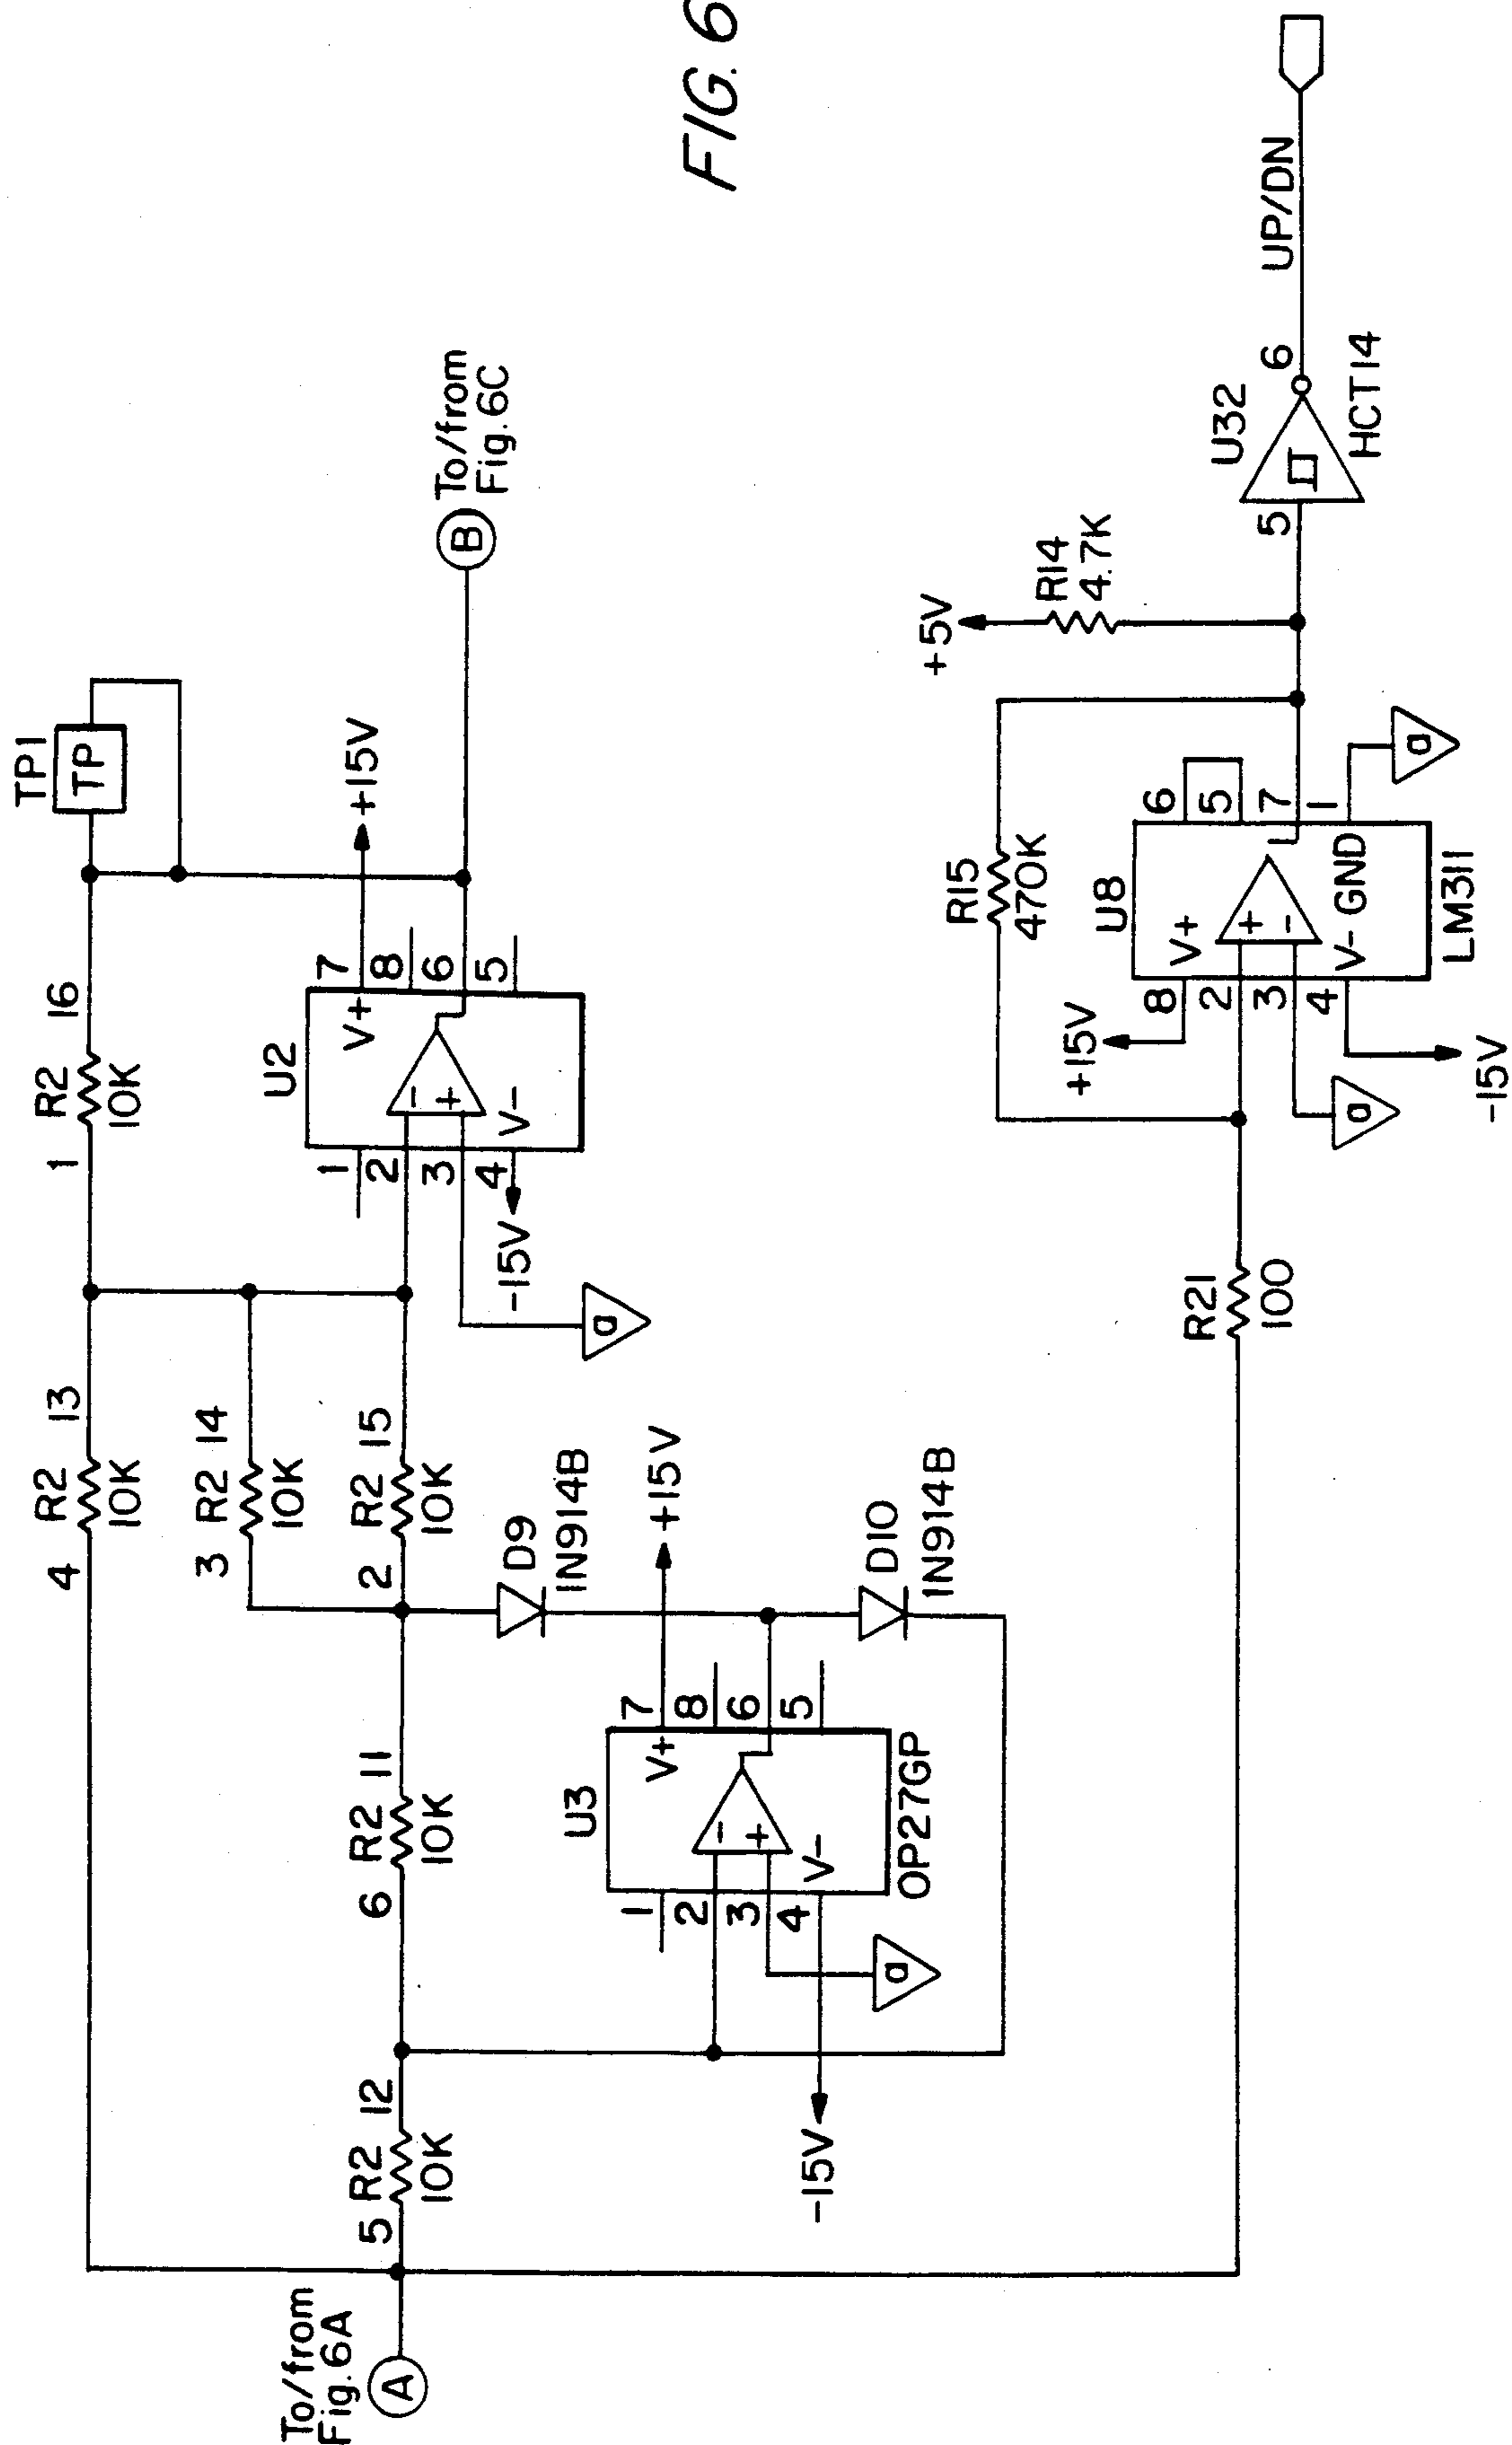 FIG. 6
TP1
TP
R2
10K
1
16
R2
10K
4
13
R2
10K
3
14
R2
10K
2
15
R2
10K
6
11
R2
10K
5
12
To/from
Fig. 6A
A
To/from
Fig. 6C
B
U2
V+
V-
-
+
1
2
3
4
7
8
6
5
+15V
-15V
a
D9
1N914B
D10
1N914B
U3
V+
V-
-
+
1
2
3
4
7
8
6
5
+15V
-15V
a
OP27GP
R21
100
R15
470K
U8
V+
+
-
V- GND
8
2
3
4
6
5
7
1
+15V
-15V
a
a
LM311
+5V
R14
4.7K
U32
5
6
HCT14
UP/DN